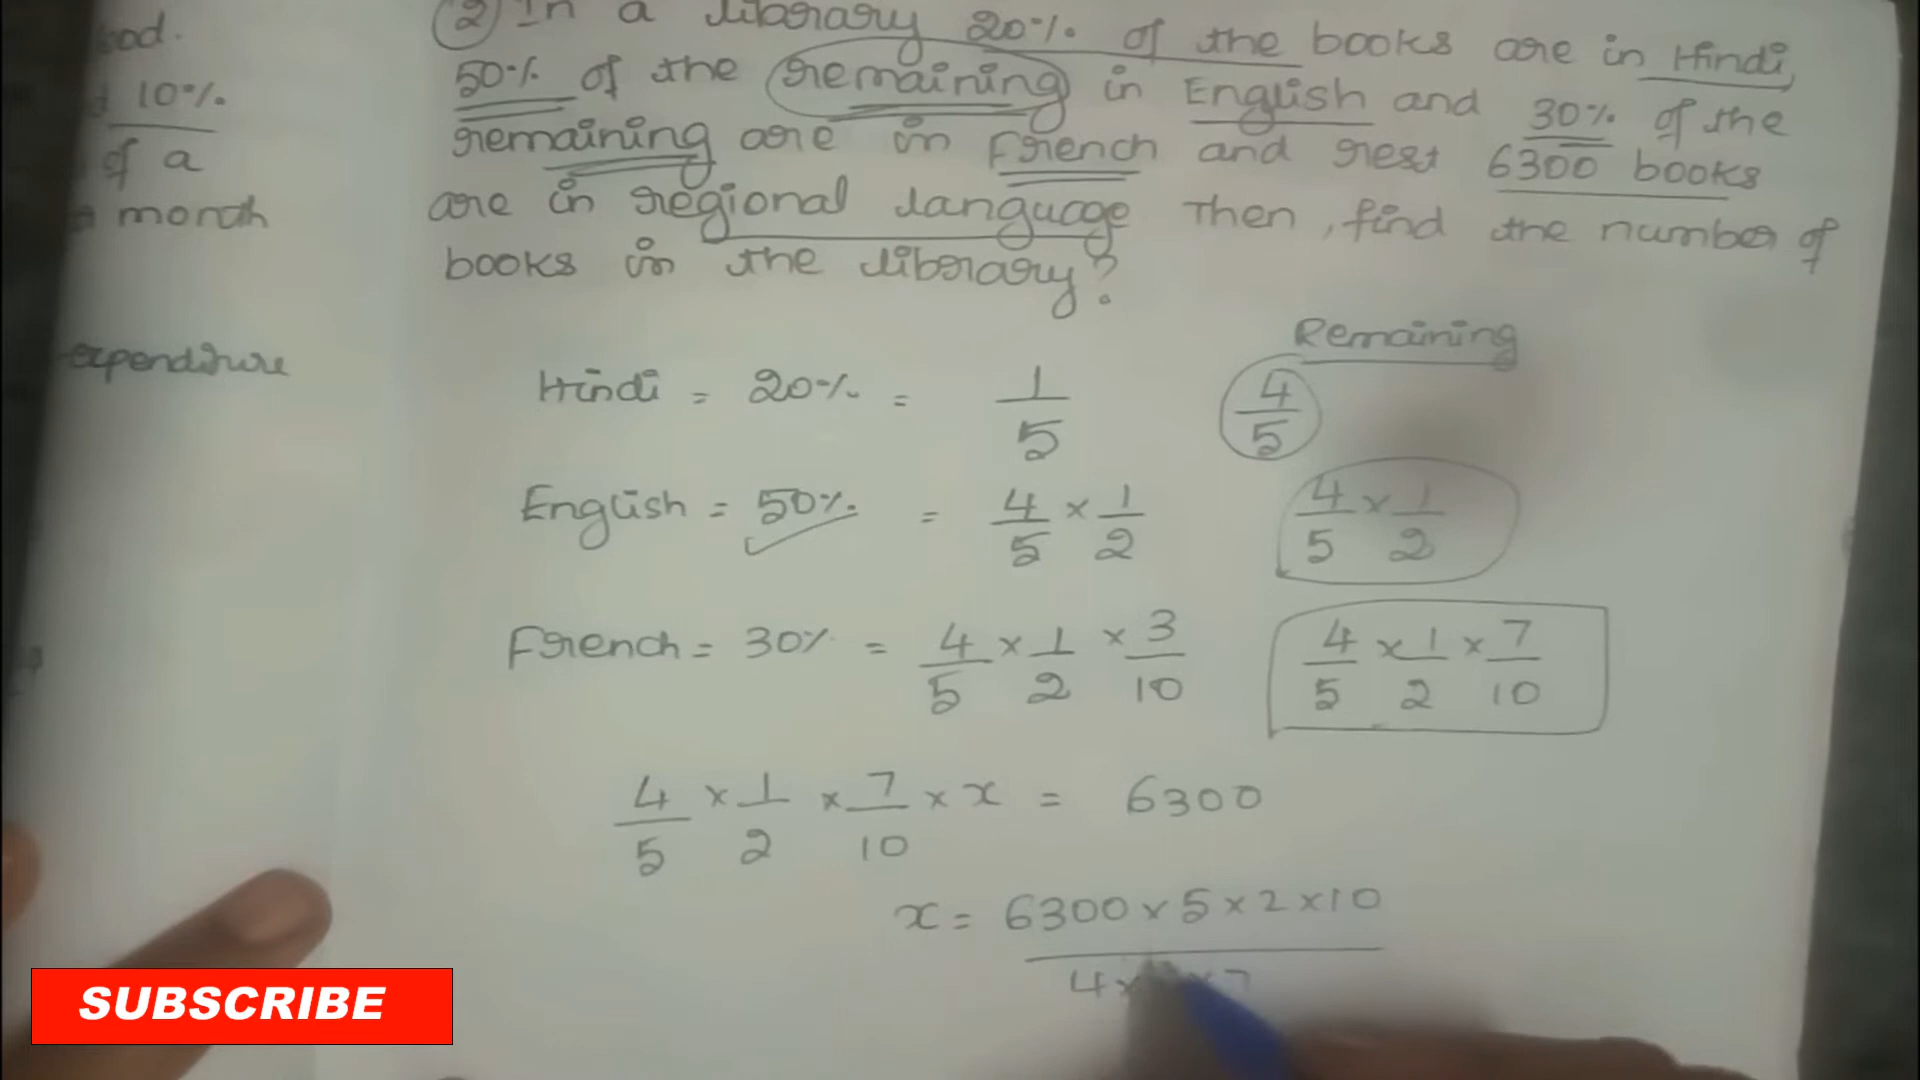 ② In a library 20% of the books are in Hindi,
50% of the remaining in English and 30% of the
remaining are in French and rest 6300 books
are in regional language Then, find the number of
books in the library?
10%
of a
month
expenditure
Remaining
Hindi = 20% = 1/5 4/5
English = 50% = 4/5 × 1/2 4/5 × 1/2
French = 30% = 4/5 × 1/2 × 3/10 4/5 × 1/2 × 7/10
4/5 × 1/2 × 7/10 × x = 6300
x = 6300 × 5 × 2 × 10
4 × × 7
SUBSCRIBE